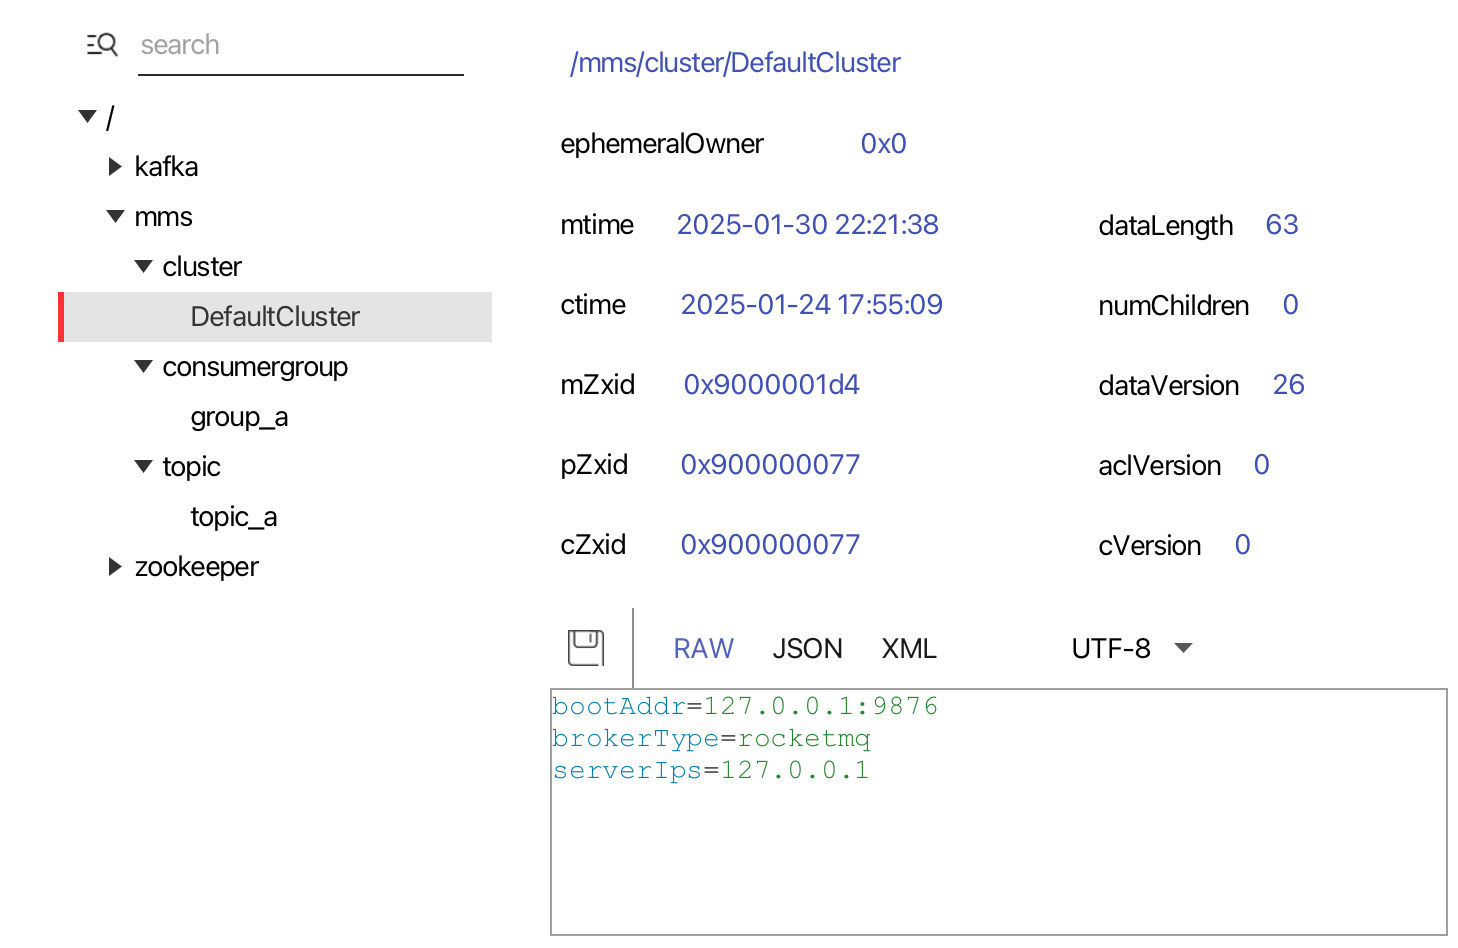 search
/
kafka
mms
cluster
DefaultCluster
consumergroup
group_a
topic
topic_a
zookeeper
/mms/cluster/DefaultCluster
ephemeralOwner 0x0
mtime 2025-01-30 22:21:38 dataLength 63
ctime 2025-01-24 17:55:09 numChildren 0
mZxid 0x9000001d4 dataVersion 26
pZxid 0x900000077 aclVersion 0
cZxid 0x900000077 cVersion 0
RAW JSON XML UTF-8
bootAddr=127.0.0.1:9876
brokerType=rocketmq
serverIps=127.0.0.1